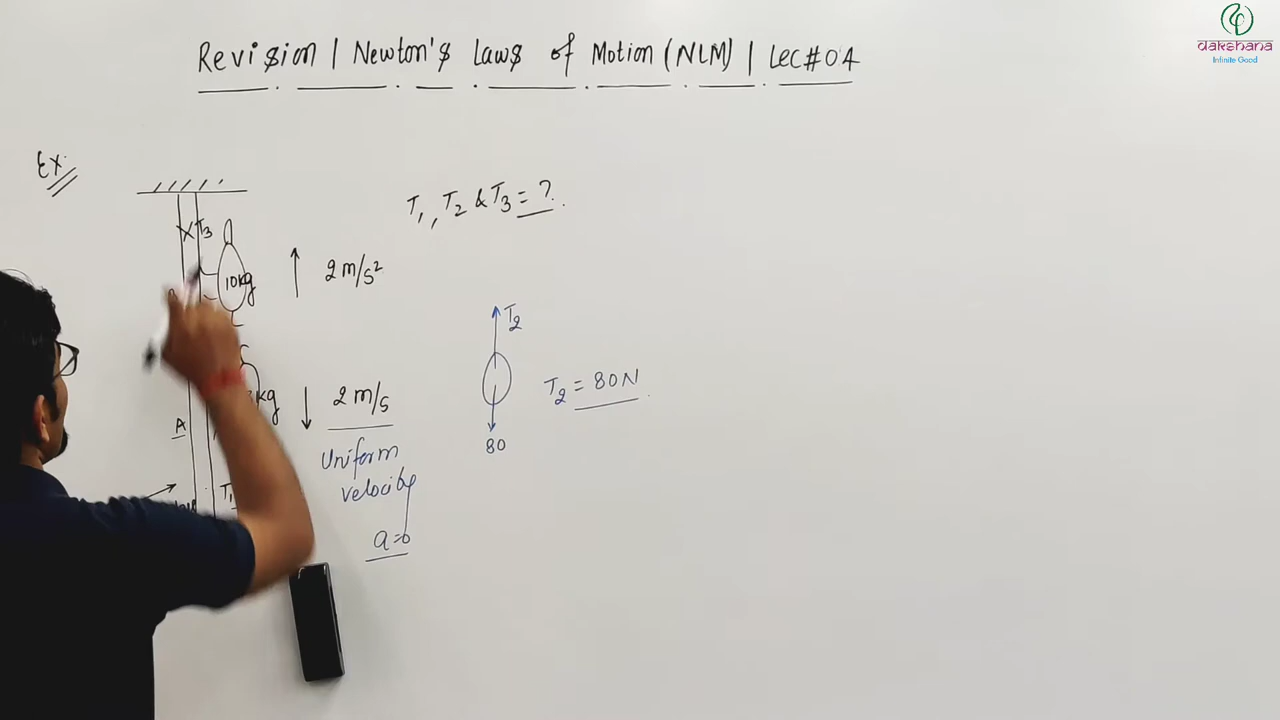 Revision | Newton's Laws of Motion (NLM) | Lec#04
dakshana
Infinite Good
Ex:
T1, T2 & T3 = ?
T3
10kg
2 m/s²
T2
T2 = 80N
80
kg
2 m/s
A
Uniform
velocity
T1
a=0